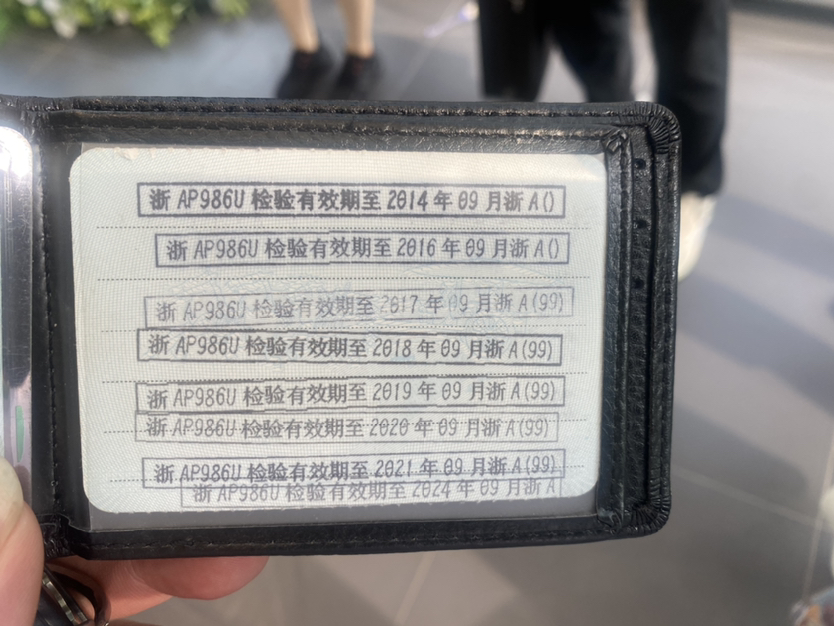 浙 AP986U 检验有效期至 2014 年 09 月浙 A()
浙 AP986U 检验有效期至 2016 年 09 月浙 A()
浙 AP986U 检验有效期至 2017 年 09 月浙 A(99)
浙 AP986U 检验有效期至 2018 年 09 月浙 A(99)
浙 AP986U 检验有效期至 2019 年 09 月浙 A(99)
浙 AP986U 检验有效期至 2020 年 09 月浙 A(99)
浙 AP986U 检验有效期至 2021 年 09 月浙 A(99)
浙 AP986U 检验有效期至 2024 年 09 月浙 A